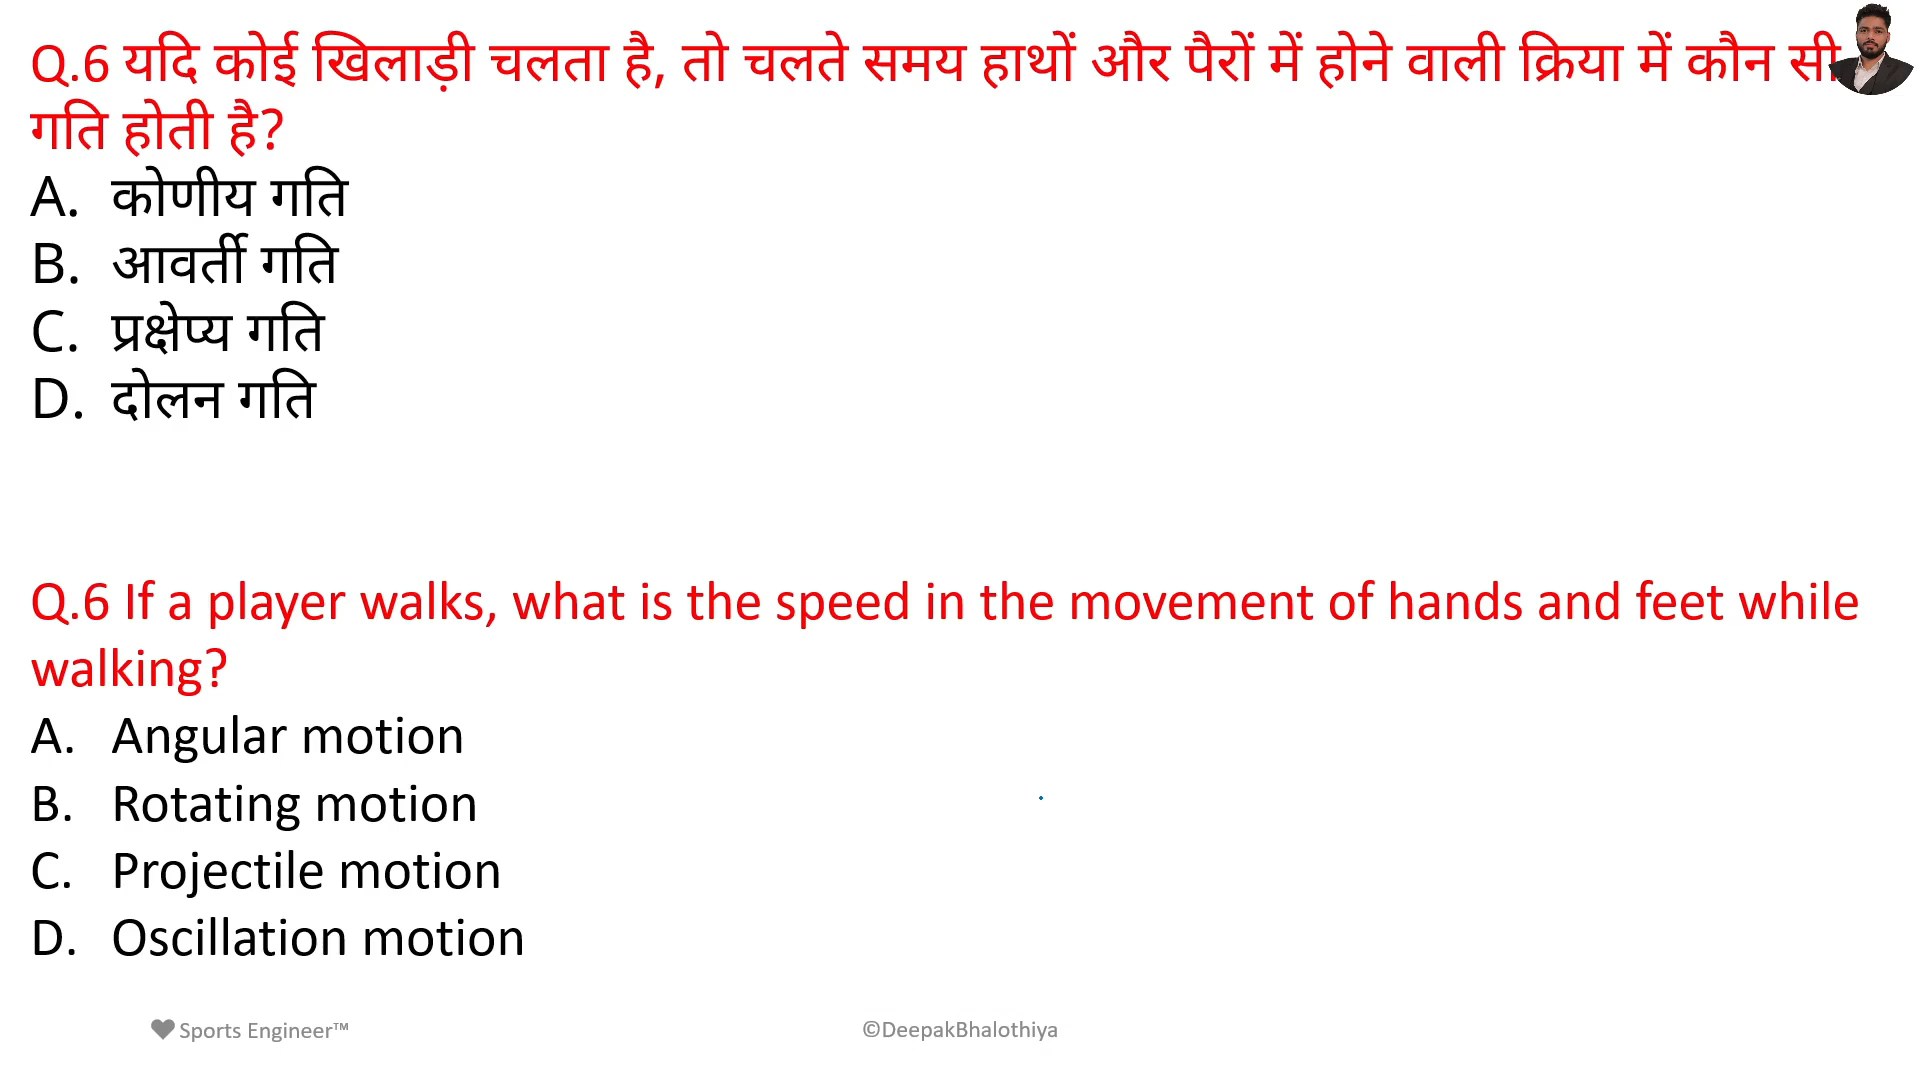 Q.6 यदि कोई खिलाड़ी चलता है, तो चलते समय हाथों और पैरों में होने वाली क्रिया में कौन सी
गति होती है?
A. कोणीय गति
B. आवर्ती गति
C. प्रक्षेप्य गति
D. दोलन गति
Q.6 If a player walks, what is the speed in the movement of hands and feet while
walking?
A. Angular motion
B. Rotating motion
C. Projectile motion
D. Oscillation motion
Sports Engineer™
©DeepakBhalothiya